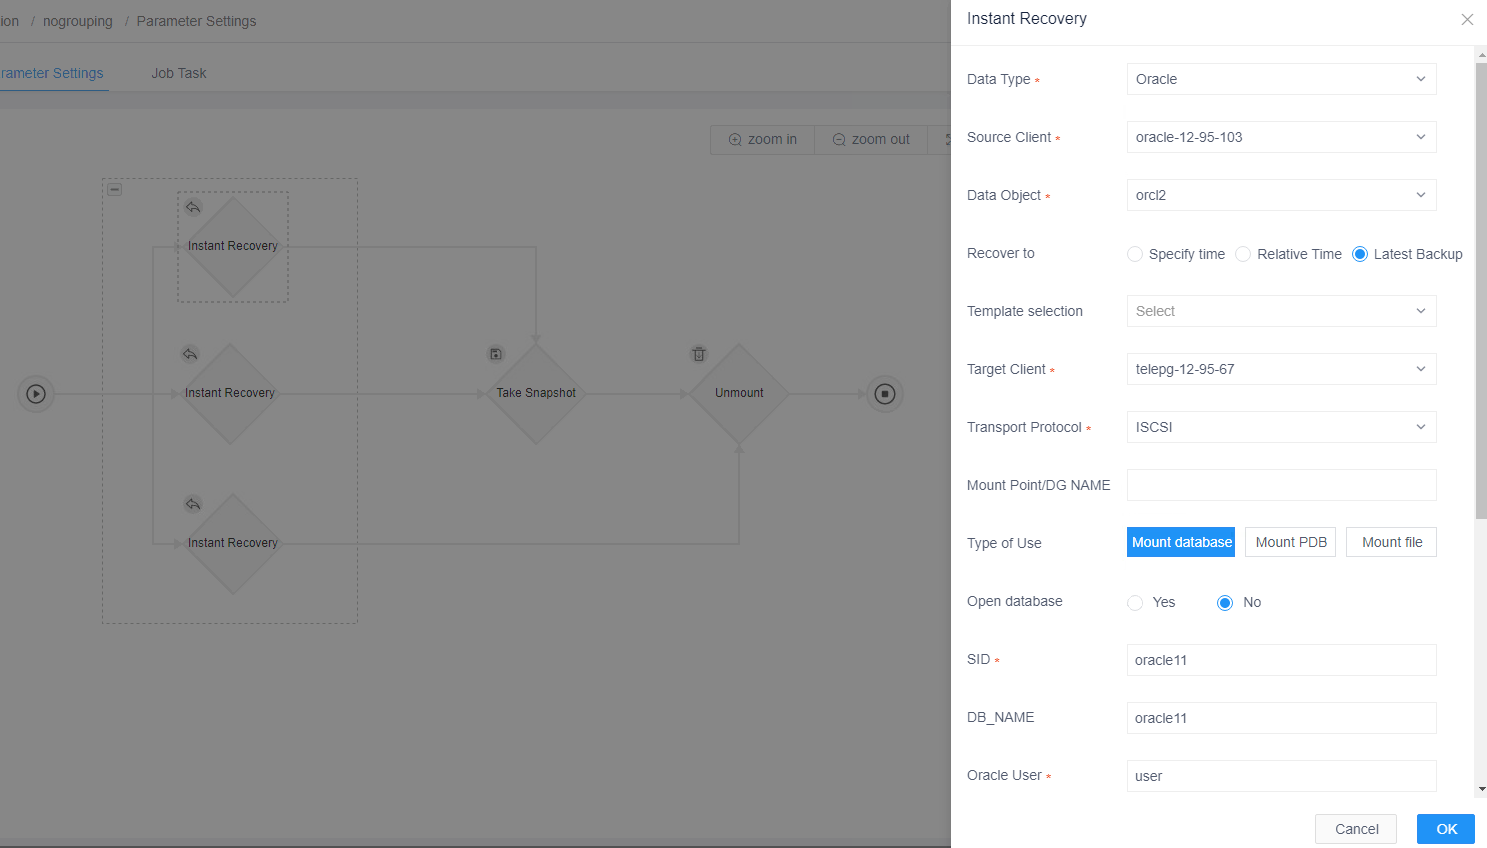 ion / nogrouping / Parameter Settings
rameter Settings
Job Task
zoom in
zoom out
Instant Recovery
Instant Recovery
Take Snapshot
Unmount
Instant Recovery
Instant Recovery
Data Type *
Oracle
Source Client *
oracle-12-95-103
Data Object *
orcl2
Recover to
Specify time
Relative Time
Latest Backup
Template selection
Select
Target Client *
telepg-12-95-67
Transport Protocol *
ISCSI
Mount Point/DG NAME
Type of Use
Mount database
Mount PDB
Mount file
Open database
Yes
No
SID *
oracle11
DB_NAME
oracle11
Oracle User *
user
Cancel
OK